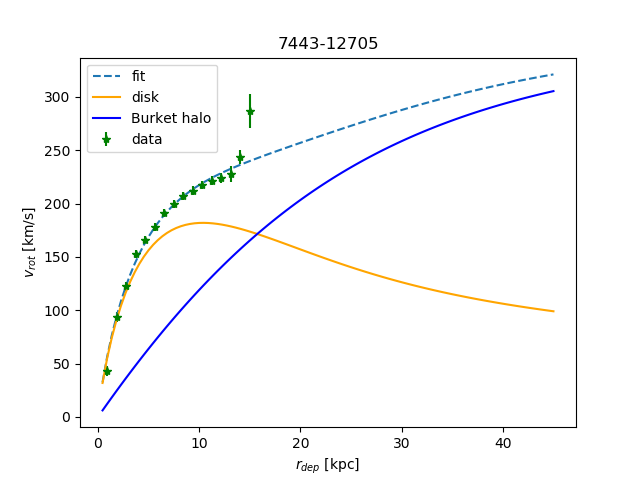 7443-12705
fit
disk
Burket halo
data
300
250
200
150
100
50
0
v_rot [km/s]
0 10 20 30 40
r_dep [kpc]